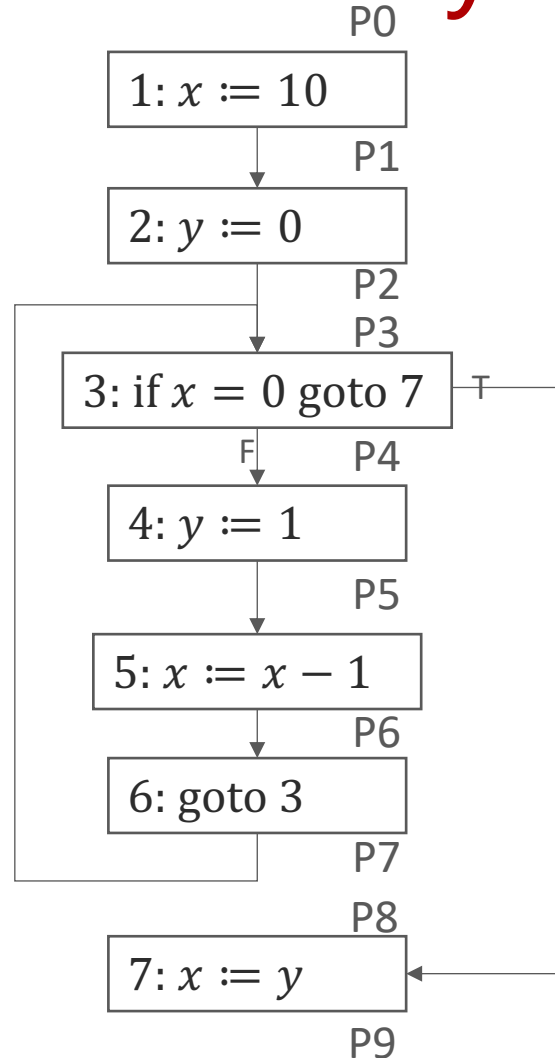 P0
y
1: x := 10
P1
2: y := 0
P2
P3
3: if x = 0 goto 7
T
F
P4
4: y := 1
P5
5: x := x − 1
P6
6: goto 3
P7
P8
7: x := y
P9